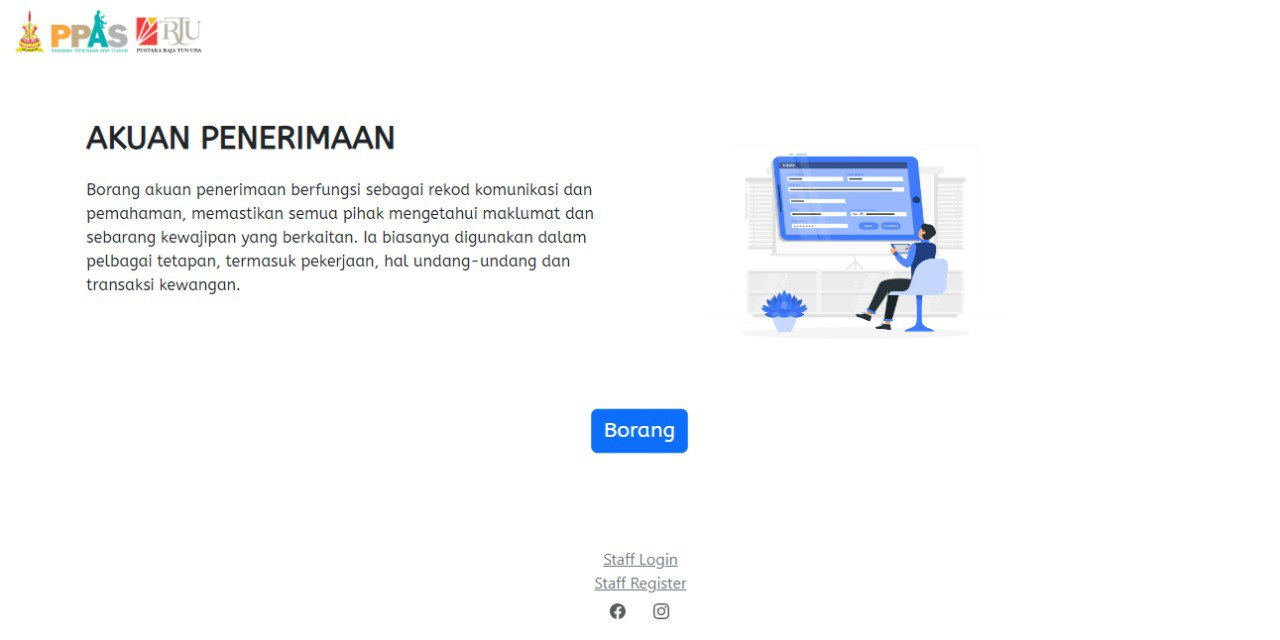 PPAS
RTU
PUSTAKA RAJA TUN UDA
AKUAN PENERIMAAN
Borang akuan penerimaan berfungsi sebagai rekod komunikasi dan
pemahaman, memastikan semua pihak mengetahui maklumat dan
sebarang kewajipan yang berkaitan. Ia biasanya digunakan dalam
pelbagai tetapan, termasuk pekerjaan, hal undang-undang dan
transaksi kewangan.
Borang
Staff Login
Staff Register